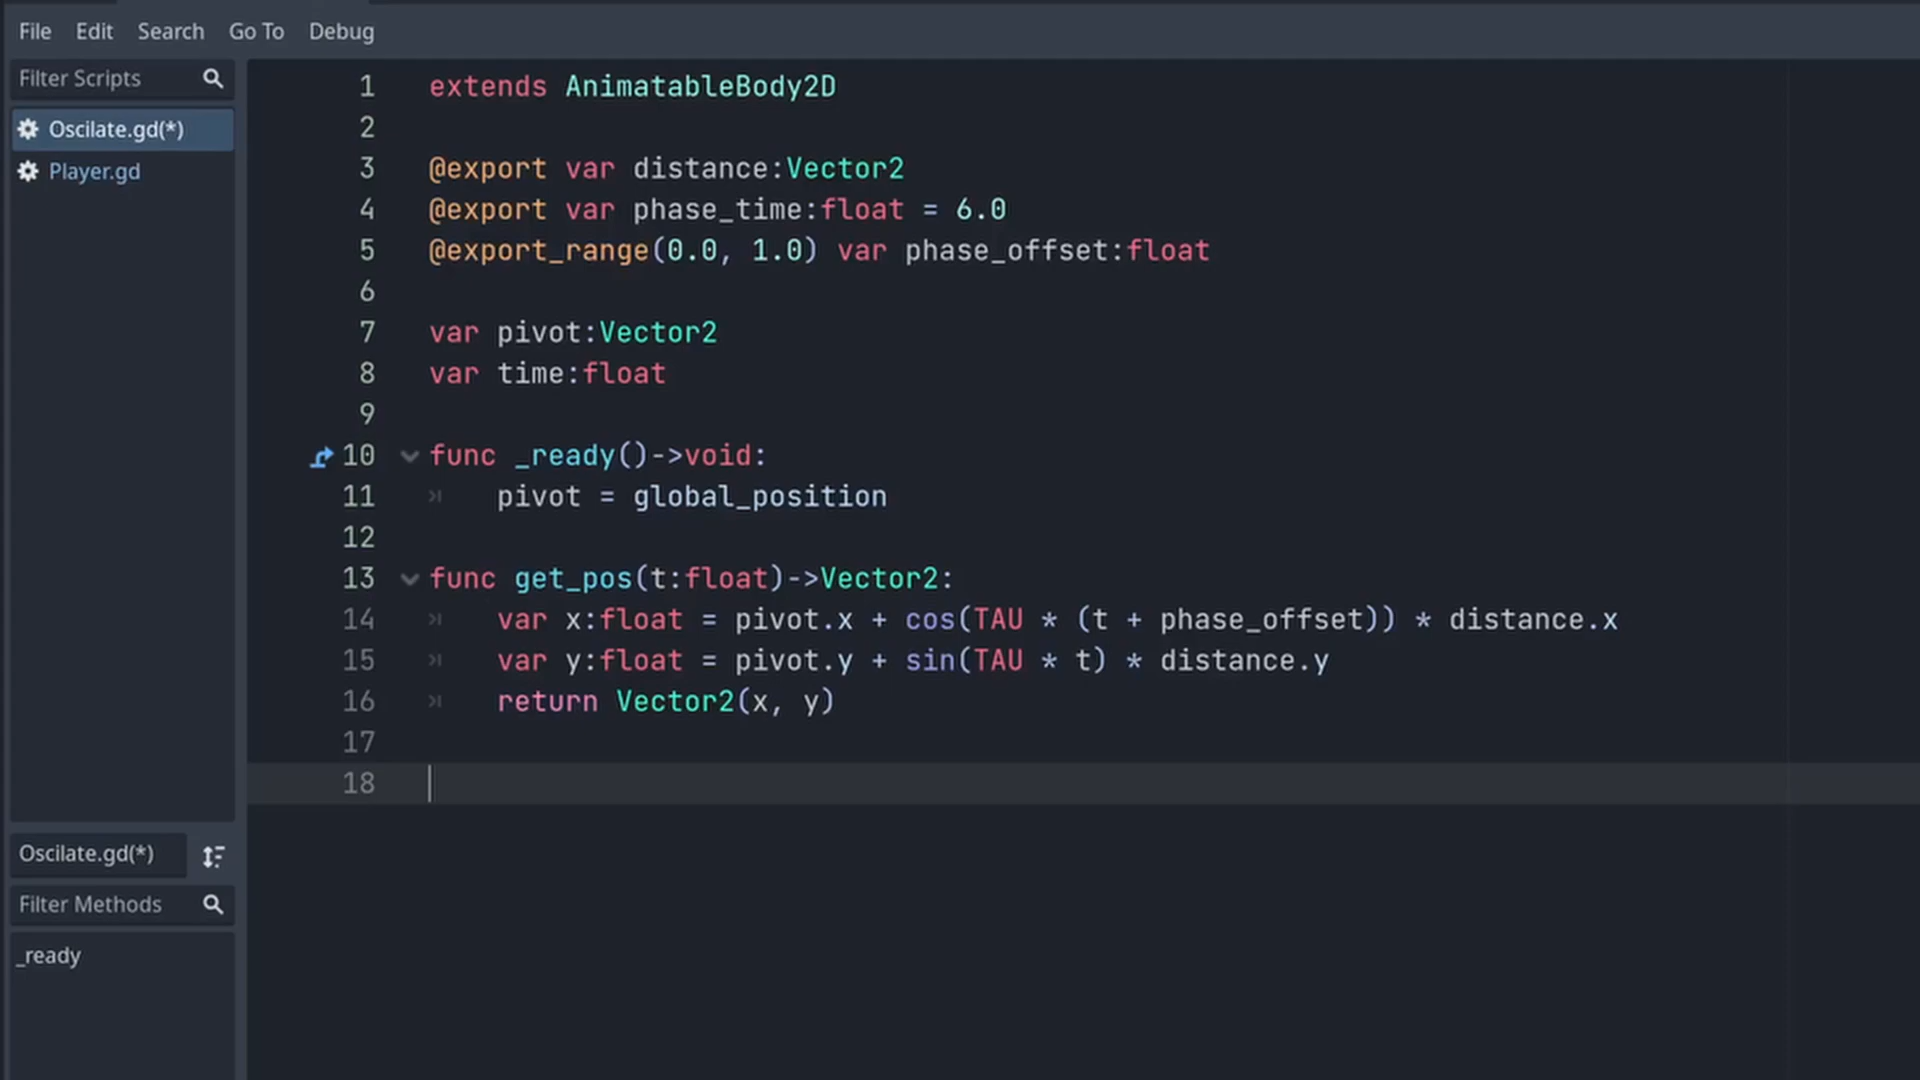 File Edit Search Go To Debug
Filter Scripts
Oscilate.gd(*)
Player.gd
1 extends AnimatableBody2D
2
3 @export var distance:Vector2
4 @export var phase_time:float = 6.0
5 @export_range(0.0, 1.0) var phase_offset:float
6
7 var pivot:Vector2
8 var time:float
9
10 func _ready()->void:
11 pivot = global_position
12
13 func get_pos(t:float)->Vector2:
14 var x:float = pivot.x + cos(TAU * (t + phase_offset)) * distance.x
15 var y:float = pivot.y + sin(TAU * t) * distance.y
16 return Vector2(x, y)
17
18
Oscilate.gd(*)
Filter Methods
_ready